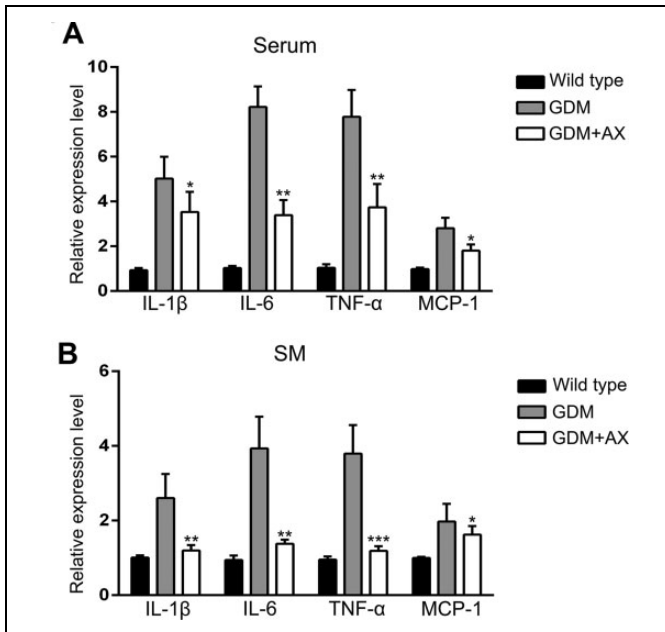 A
Serum
Relative expression level
10
8
6
4
2
0
Wild type
GDM
GDM+AX
*
**
**
*
IL-1β IL-6 TNF-α MCP-1
B
SM
Relative expression level
6
4
2
0
Wild type
GDM
GDM+AX
**
**
***
*
IL-1β IL-6 TNF-α MCP-1